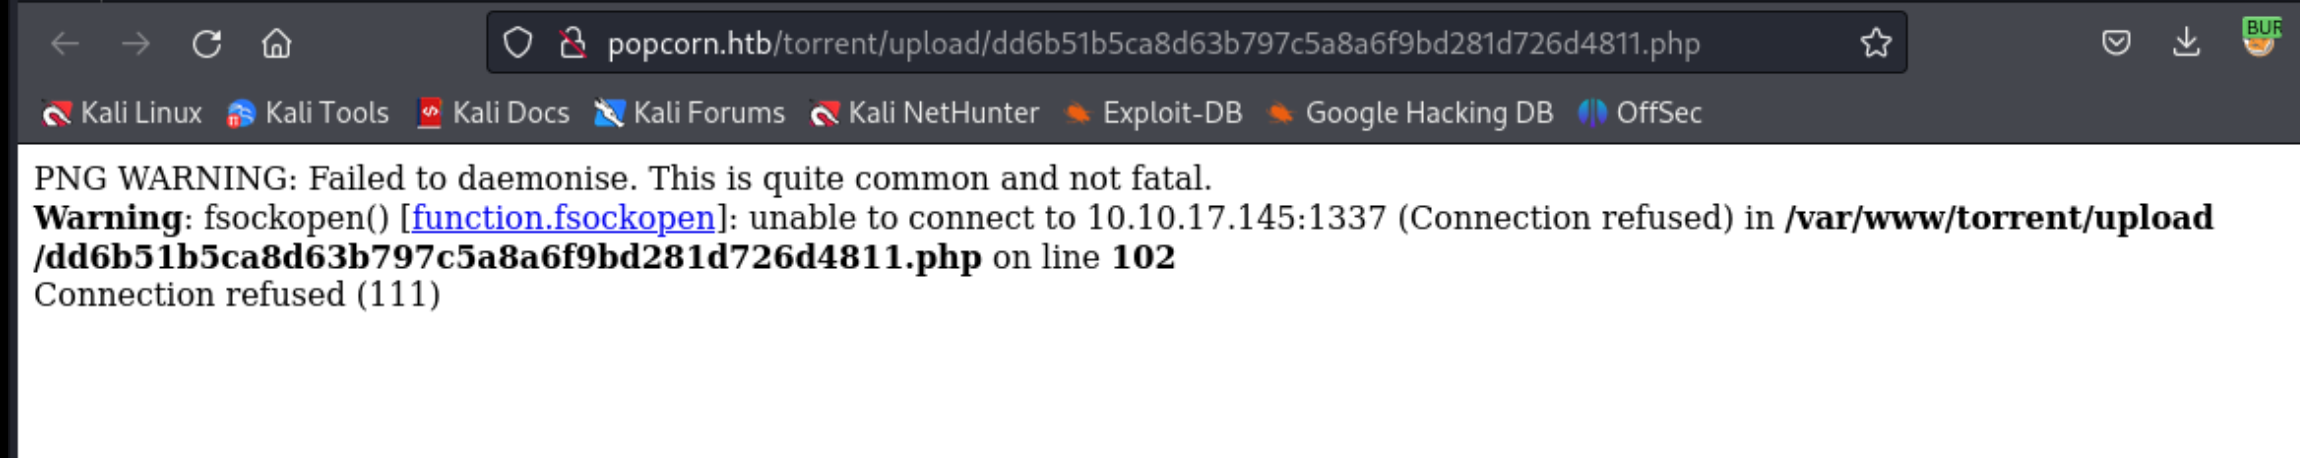 popcorn.htb/torrent/upload/dd6b51b5ca8d63b797c5a8a6f9bd281d726d4811.php
BUR
Kali Linux Kali Tools Kali Docs Kali Forums Kali NetHunter Exploit-DB Google Hacking DB OffSec
PNG WARNING: Failed to daemonise. This is quite common and not fatal.
Warning: fsockopen() [function.fsockopen]: unable to connect to 10.10.17.145:1337 (Connection refused) in /var/www/torrent/upload
/dd6b51b5ca8d63b797c5a8a6f9bd281d726d4811.php on line 102
Connection refused (111)